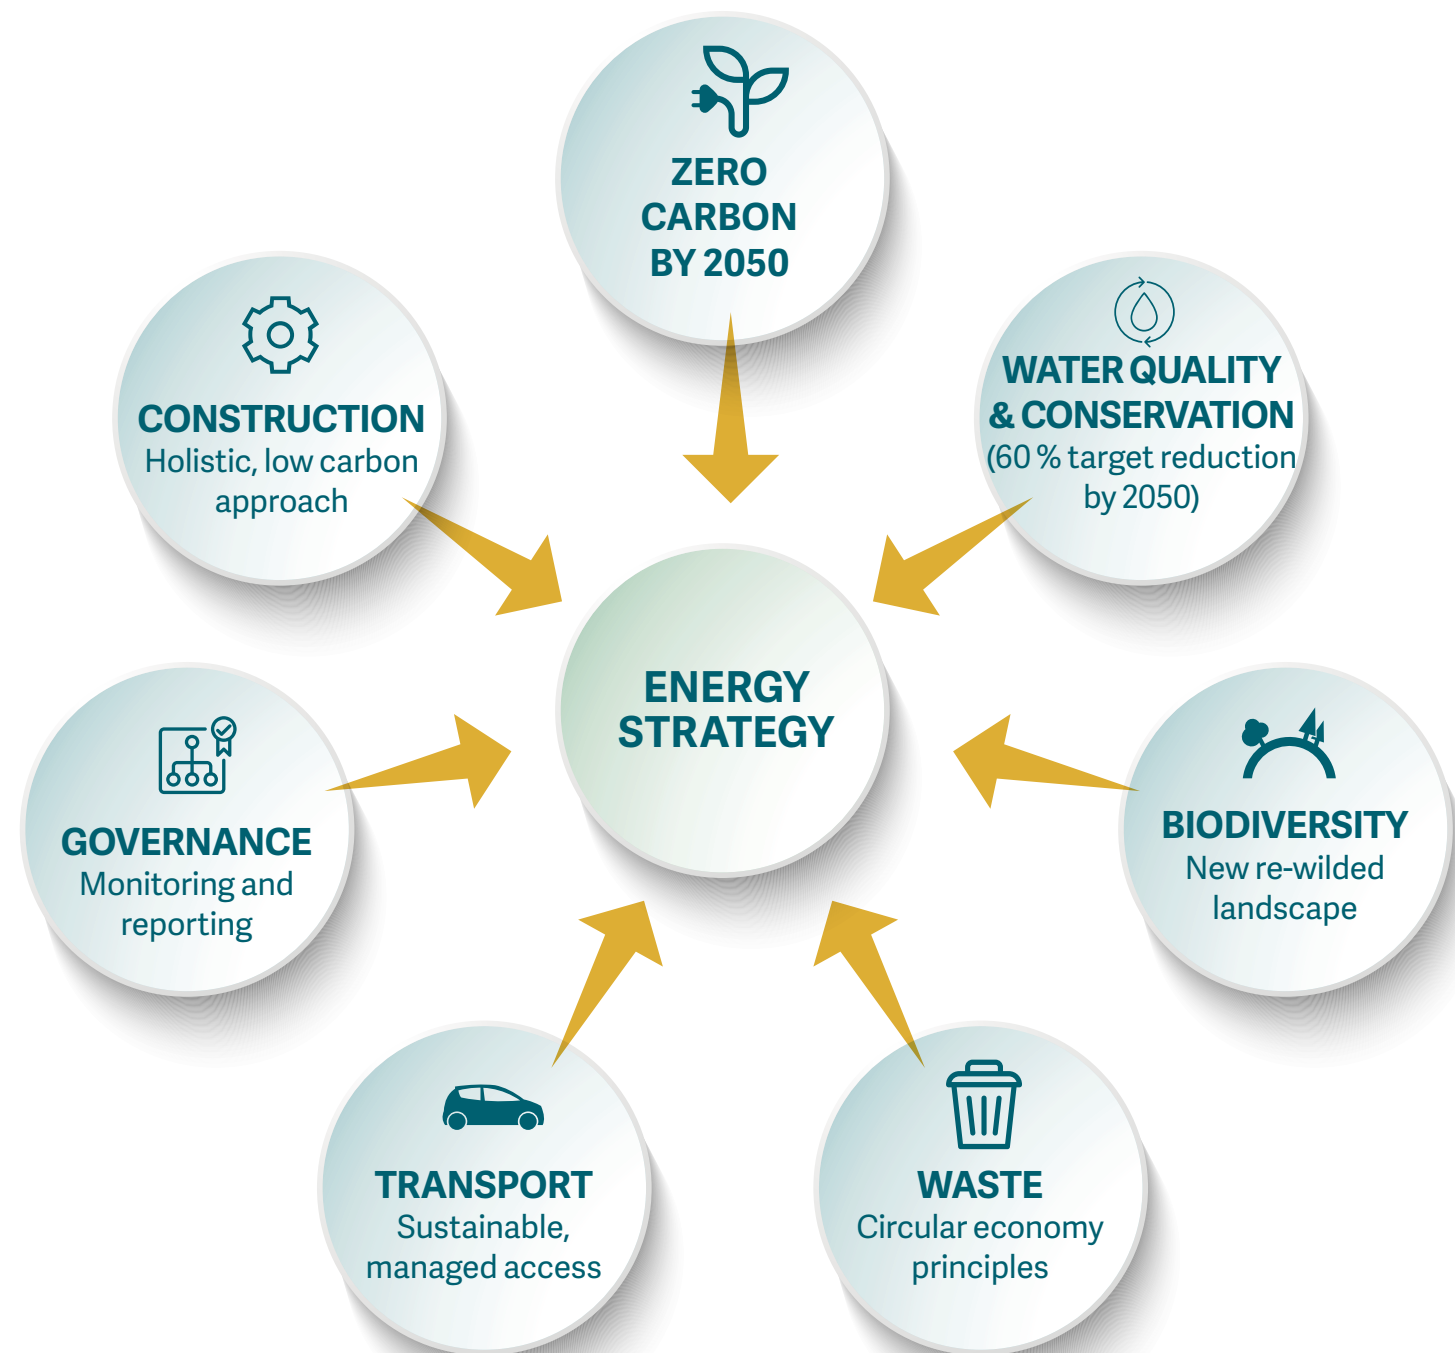 ZERO
CARBON
BY 2050
WATER QUALITY
& CONSERVATION
(60 % target reduction
by 2050)
BIODIVERSITY
New re-wilded
landscape
WASTE
Circular economy
principles
TRANSPORT
Sustainable,
managed access
GOVERNANCE
Monitoring and
reporting
CONSTRUCTION
Holistic, low carbon
approach
ENERGY
STRATEGY